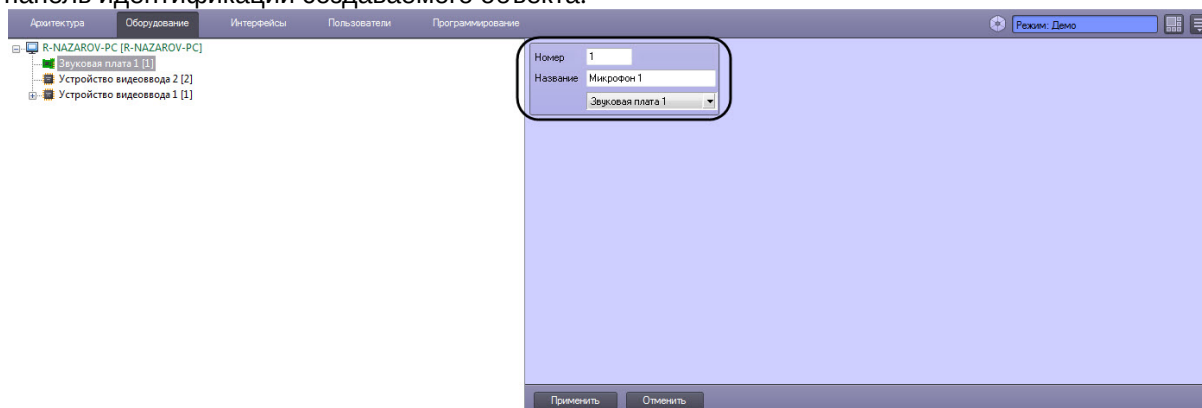 панель идентификации создаваемого объекта.
Архитектура Оборудование Интерфейсы Пользователи Программирование Режим: Демо
R-NAZAROV-PC [R-NAZAROV-PC]
Звуковая плата 1 [1]
Устройство видеоввода 2 [2]
Устройство видеоввода 1 [1]
Номер 1
Название Микрофон 1
Звуковая плата 1
Применить Отменить